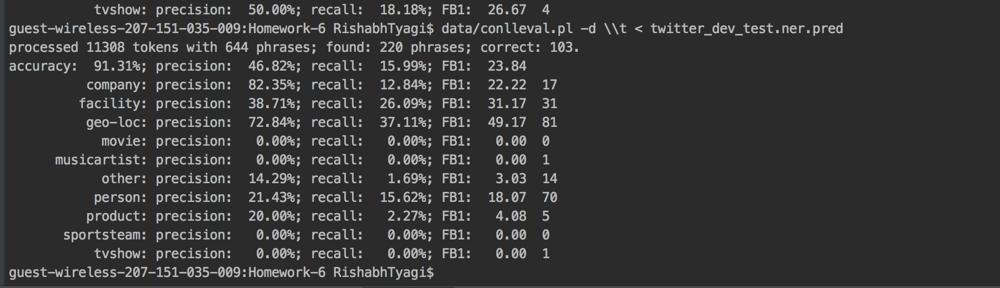 tvshow: precision:  50.00%; recall:  18.18%; FB1:  26.67  4
guest-wireless-207-151-035-009:Homework-6 RishabhTyagi$ data/conlleval.pl -d \\t < twitter_dev_test.ner.pred
processed 11308 tokens with 644 phrases; found: 220 phrases; correct: 103.
accuracy:  91.31%; precision:  46.82%; recall:  15.99%; FB1:  23.84
company: precision:  82.35%; recall:  12.84%; FB1:  22.22  17
facility: precision:  38.71%; recall:  26.09%; FB1:  31.17  31
geo-loc: precision:  72.84%; recall:  37.11%; FB1:  49.17  81
movie: precision:   0.00%; recall:   0.00%; FB1:   0.00  0
musicartist: precision:   0.00%; recall:   0.00%; FB1:   0.00  1
other: precision:  14.29%; recall:   1.69%; FB1:   3.03  14
person: precision:  21.43%; recall:  15.62%; FB1:  18.07  70
product: precision:  20.00%; recall:   2.27%; FB1:   4.08  5
sportsteam: precision:   0.00%; recall:   0.00%; FB1:   0.00  0
tvshow: precision:   0.00%; recall:   0.00%; FB1:   0.00  1
guest-wireless-207-151-035-009:Homework-6 RishabhTyagi$